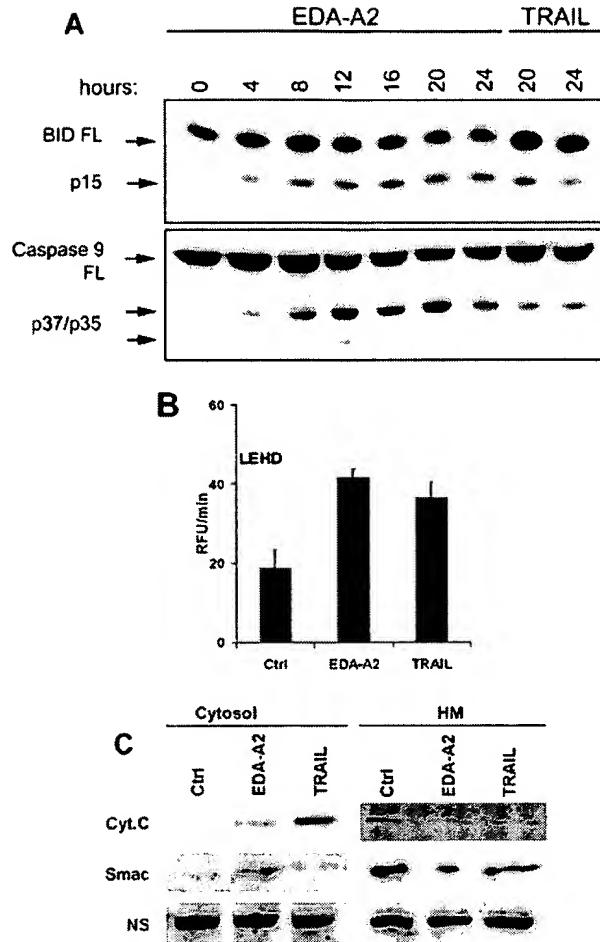 A
EDA-A2 TRAIL
hours: 0 4 8 12 16 20 24 20 24
BID FL
p15
Caspase 9
FL
p37/p35
B
60
LEHD
40
RFU/min
20
0
Ctrl EDA-A2 TRAIL
C
Cytosol HM
Ctrl EDA-A2 TRAIL Ctrl EDA-A2 TRAIL
Cyt.C
Smac
NS